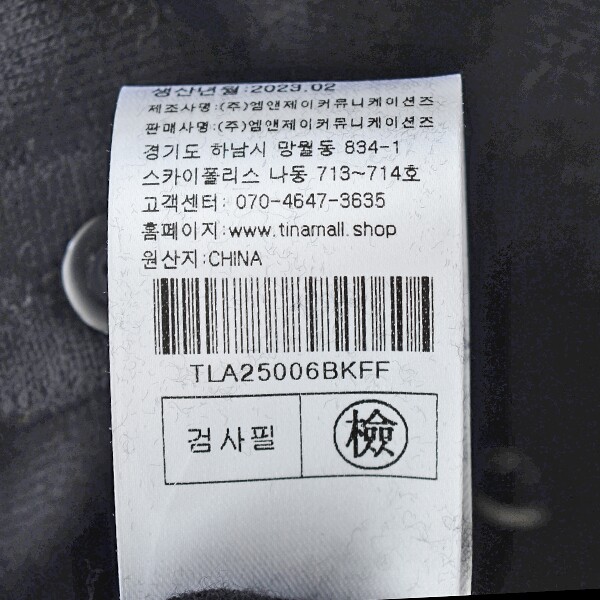 생산년월:2023.02
제조사명:(주)엠앤제이커뮤니케이션즈
판매사명:(주)엠앤제이커뮤니케이션즈
경기도 하남시 망월동 834-1
스카이폴리스 나동 713~714호
고객센터: 070-4647-3635
홈페이지:www.tinamall.shop
원산지:CHINA
TLA25006BKFF
검사필 檢